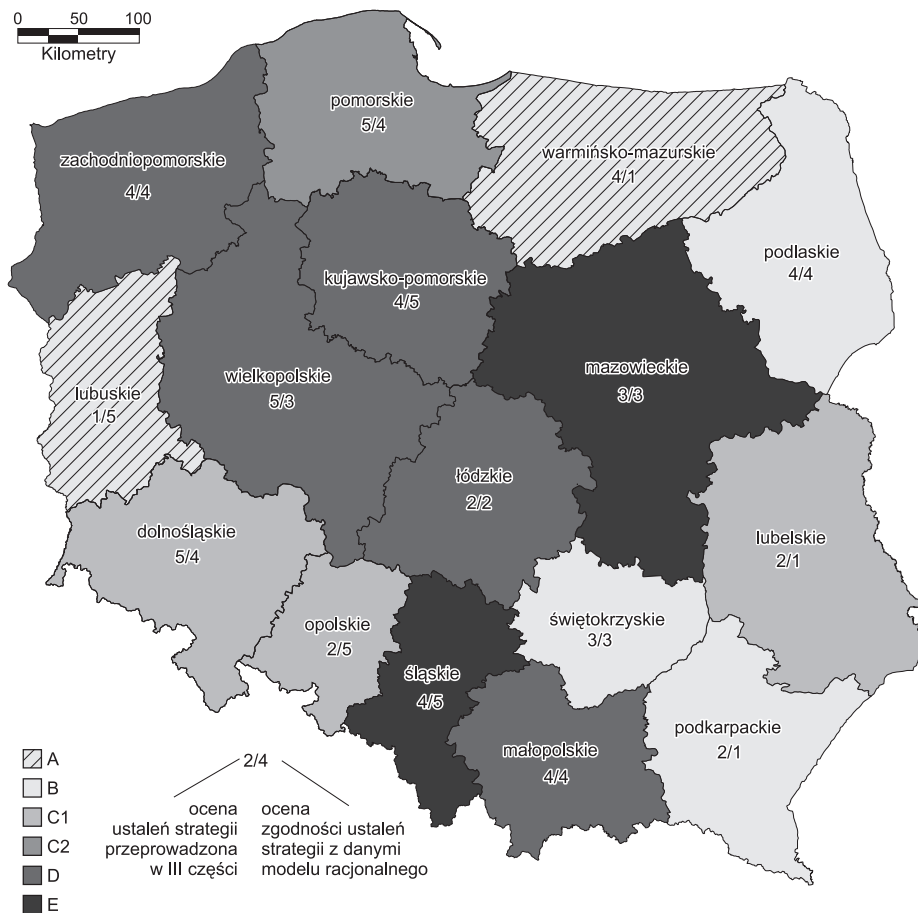 0 50 100
Kilometry
pomorskie
5/4
zachodniopomorskie
4/4
warmińsko-mazurskie
4/1
podlaskie
4/4
kujawsko-pomorskie
4/5
lubuskie
1/5
wielkopolskie
5/3
mazowieckie
3/3
łódzkie
2/2
dolnośląskie
5/4
lubelskie
2/1
opolskie
2/5
świętokrzyskie
3/3
śląskie
4/5
małopolskie
4/4
podkarpackie
2/1
A
B
C1
C2
D
E
2/4
ocena
ustaleń strategii
przeprowadzona
w III części
ocena
zgodności ustaleń
strategii z danymi
modelu racjonalnego